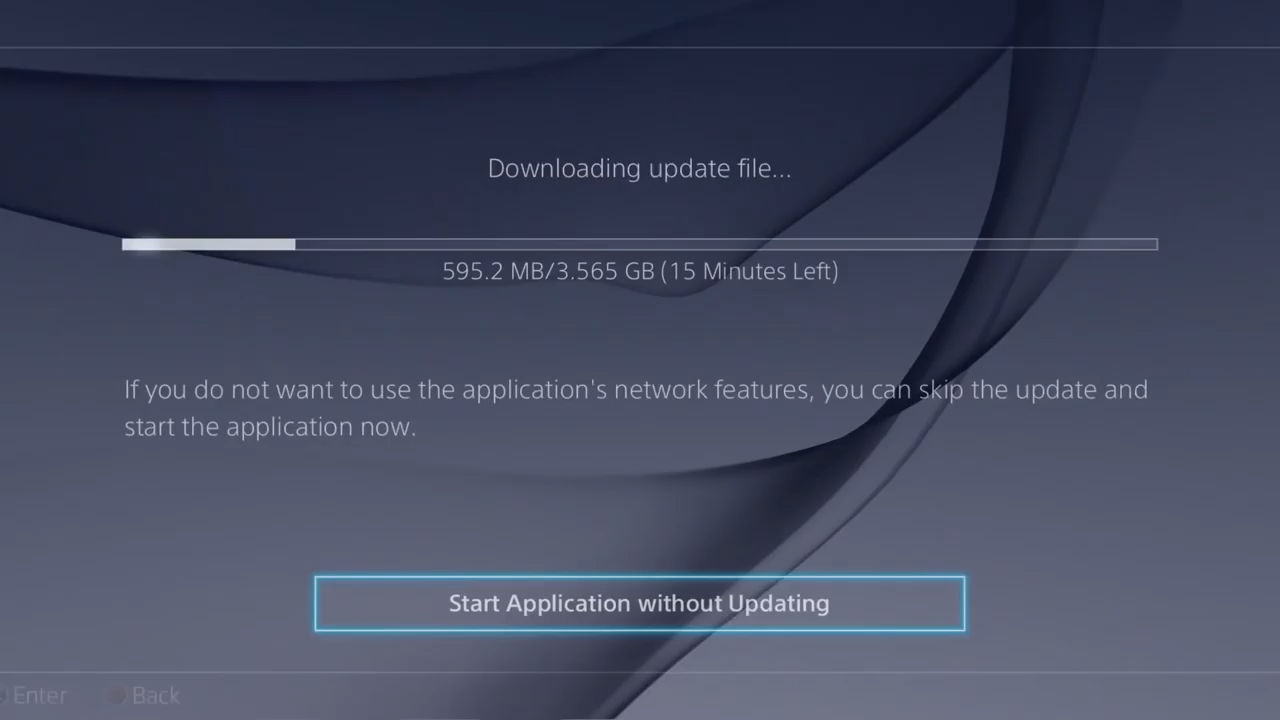 Downloading update file...
595.2 MB/3.565 GB (15 Minutes Left)
If you do not want to use the application's network features, you can skip the update and
start the application now.
Start Application without Updating
Enter Back